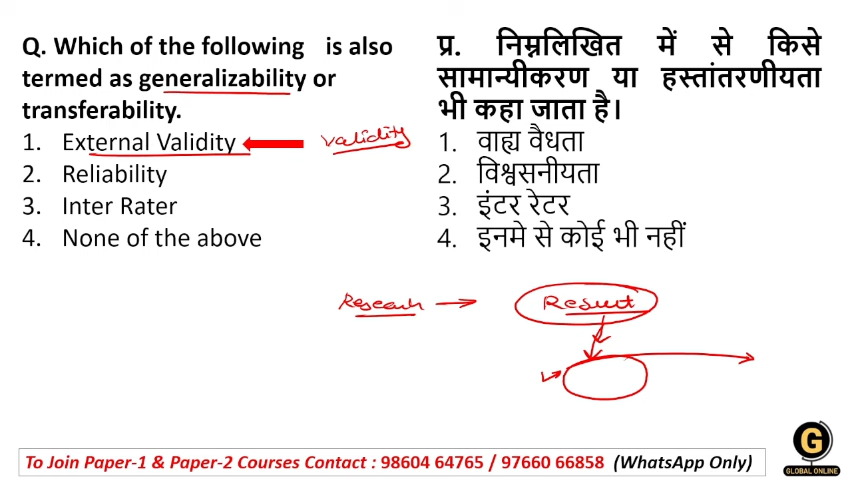 Q. Which of the following is also
termed as generalizability or
transferability.
1. External Validity
validity
2. Reliability
3. Inter Rater
4. None of the above
प्र. निम्नलिखित में से किसे
सामान्यीकरण या हस्तांतरणीयता
भी कहा जाता है।
1. वाह्य वैधता
2. विश्वसनीयता
3. इंटर रेटर
4. इनमे से कोई भी नहीं
Research
Result
To Join Paper-1 & Paper-2 Courses Contact : 98604 64765 / 97660 66858 (WhatsApp Only)
G
GLOBAL ONLINE